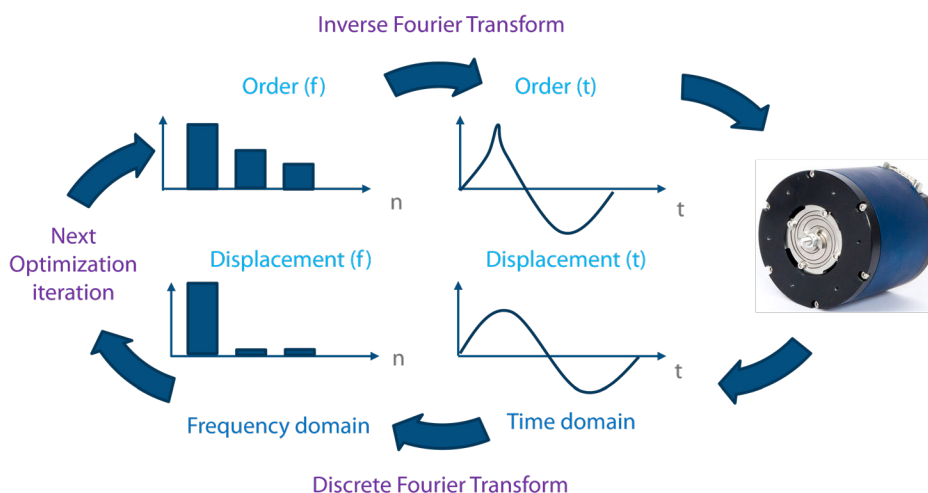 Inverse Fourier Transform
Order (f)
Order (t)
n
t
Next
Optimization
iteration
Displacement (f)
Displacement (t)
n
t
Frequency domain
Time domain
Discrete Fourier Transform